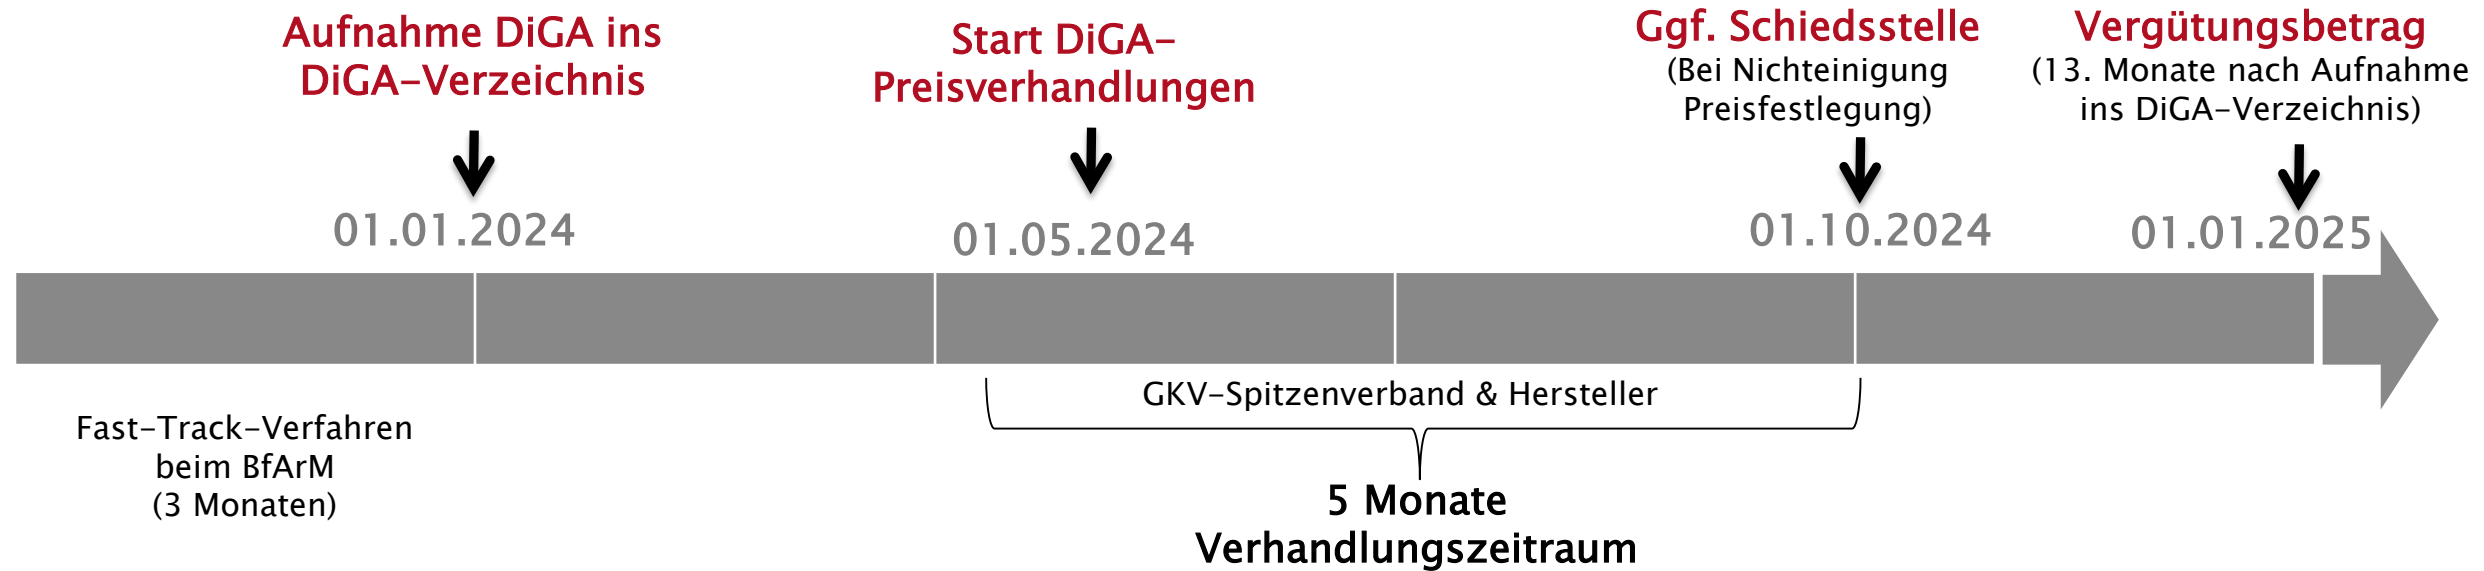 Aufnahme DiGA ins
DiGA-Verzeichnis
Start DiGA-
Preisverhandlungen
Ggf. Schiedsstelle
(Bei Nichteinigung
Preisfestlegung)
Vergütungsbetrag
(13. Monate nach Aufnahme
ins DiGA-Verzeichnis)
01.01.2024
01.05.2024
01.10.2024
01.01.2025
Fast-Track-Verfahren
beim BfArM
(3 Monaten)
GKV-Spitzenverband & Hersteller
5 Monate
Verhandlungszeitraum